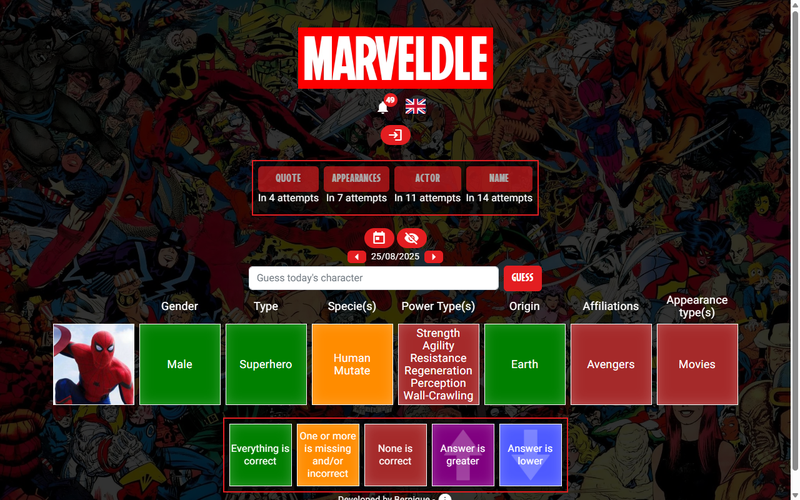 MARVELDLE
49
QUOTE APPEARANCES ACTOR NAME
In 4 attempts In 7 attempts In 11 attempts In 14 attempts
25/08/2025
Guess today's character GUESS
Gender Type Specie(s) Power Type(s) Origin Affiliations Appearance
type(s)
Male
Superhero
Human
Mutate
Strength
Agility
Resistance
Regeneration
Perception
Wall-Crawling
Earth
Avengers
Movies
Everything is
correct
One or more
is missing
and/or
incorrect
None is
correct
Answer is
greater
Answer is
lower
Developed by Bernique -